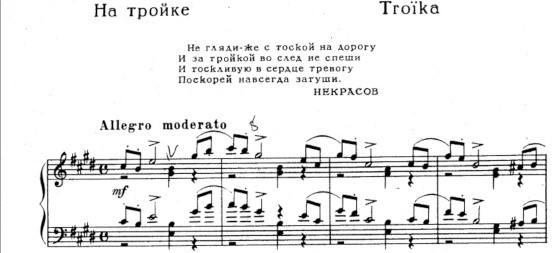 На тройке
Troïka
Не гляди-же с тоской на дорогу
И за тройкой во след не спеши
И тоскливую в сердце тревогу
Поскорей навсегда затуши.
НЕКРАСОВ
Allegro moderato
mf